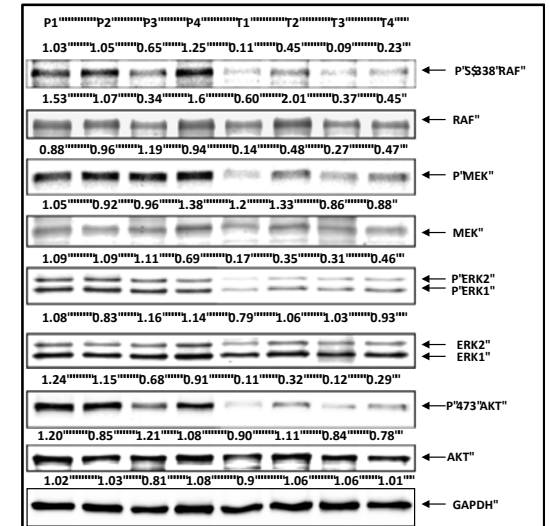 P1"""""P2"""""P3"""""P4"""""T1"""""T2"""""T3"""""T4"""""
1.03"""""1.05"""""0.65"""""1.25"""""0.11"""""0.45"""""0.09"""""0.23"""""
P"S338"RAF"
1.53"""""1.07"""""0.34"""""1.6"""""0.60"""""2.01"""""0.37"""""0.45"""""
RAF"
0.88"""""0.96"""""1.19"""""0.94"""""0.14"""""0.48"""""0.27"""""0.47"""""
P"MEK"
1.05"""""0.92"""""0.96"""""1.38"""""1.2"""""1.33"""""0.86"""""0.88"""""
MEK"
1.09"""""1.09"""""1.11"""""0.69"""""0.17"""""0.35"""""0.31"""""0.46"""""
P"ERK2"
P"ERK1"
1.08"""""0.83"""""1.16"""""1.14"""""0.79"""""1.06"""""1.03"""""0.93"""""
ERK2"
ERK1"
1.24"""""1.15"""""0.68"""""0.91"""""0.11"""""0.32"""""0.12"""""0.29"""""
P"473"AKT"
1.20"""""0.85"""""1.21"""""1.08"""""0.90"""""1.11"""""0.84"""""0.78"""""
AKT"
1.02"""""1.03"""""0.81"""""1.08"""""0.9"""""1.06"""""1.06"""""1.01"""""
GAPDH"